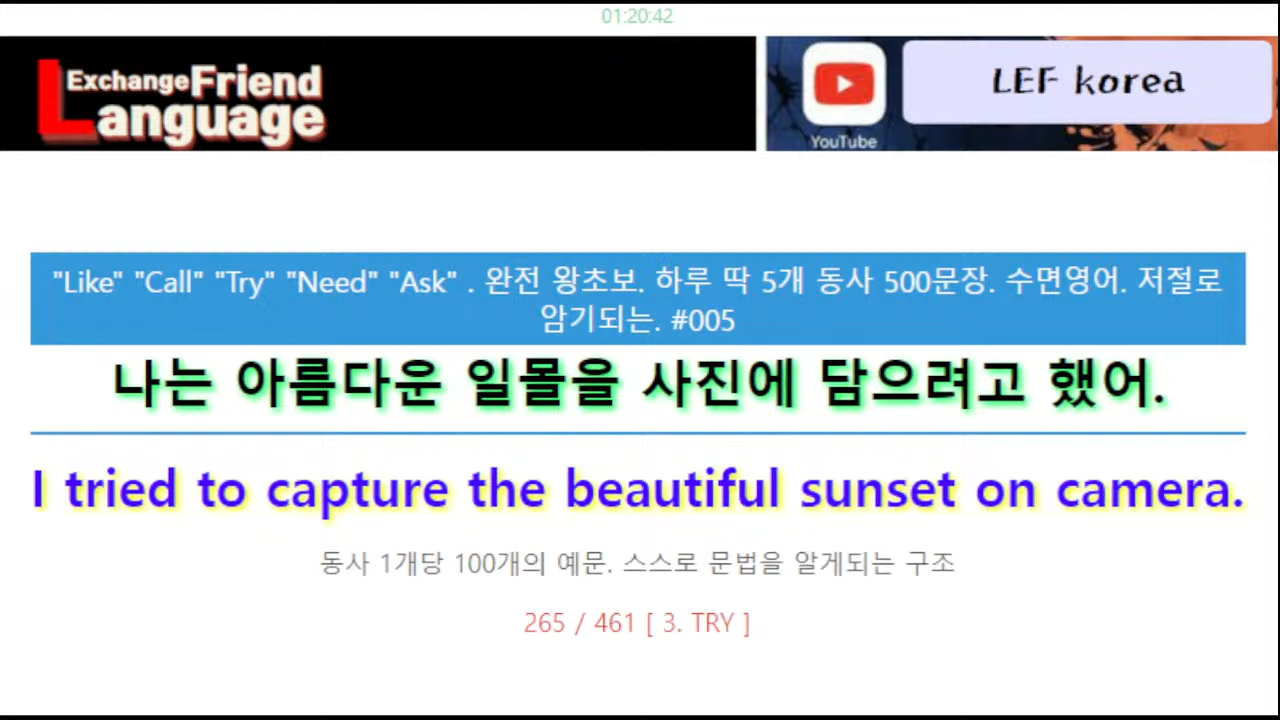 01:20:42
ExchangeFriend
Language
LEF korea
YouTube
"Like" "Call" "Try" "Need" "Ask" . 완전 왕초보. 하루 딱 5개 동사 500문장. 수면영어. 저절로
암기되는. #005
나는 아름다운 일몰을 사진에 담으려고 했어.
I tried to capture the beautiful sunset on camera.
동사 1개당 100개의 예문. 스스로 문법을 알게되는 구조
265 / 461 [ 3. TRY ]